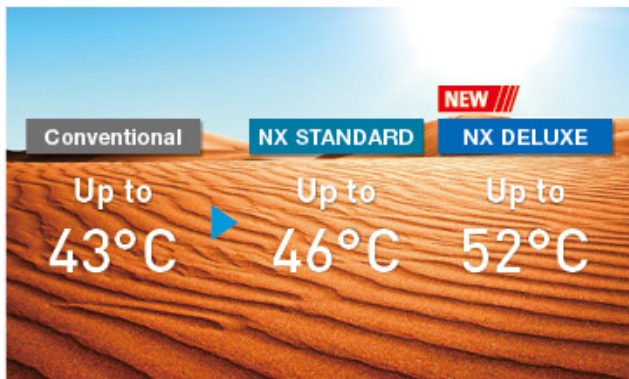 NEW
Conventional
NX STANDARD
NX DELUXE
Up to
43°C
Up to
46°C
Up to
52°C